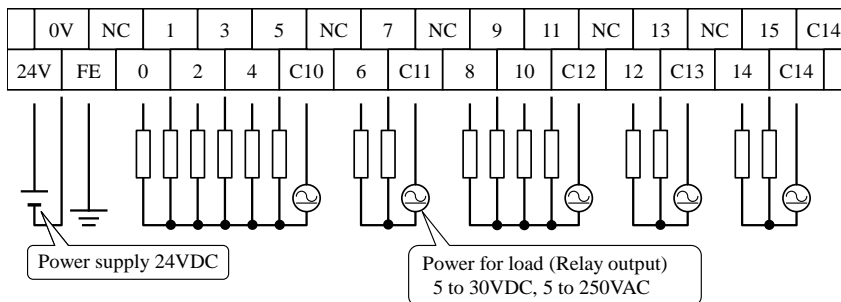 0V NC 1 3 5 NC 7 NC 9 11 NC 13 NC 15 C14
24V FE 0 2 4 C10 6 C11 8 10 C12 12 C13 14 C14
Power supply 24VDC
Power for load (Relay output)
5 to 30VDC, 5 to 250VAC